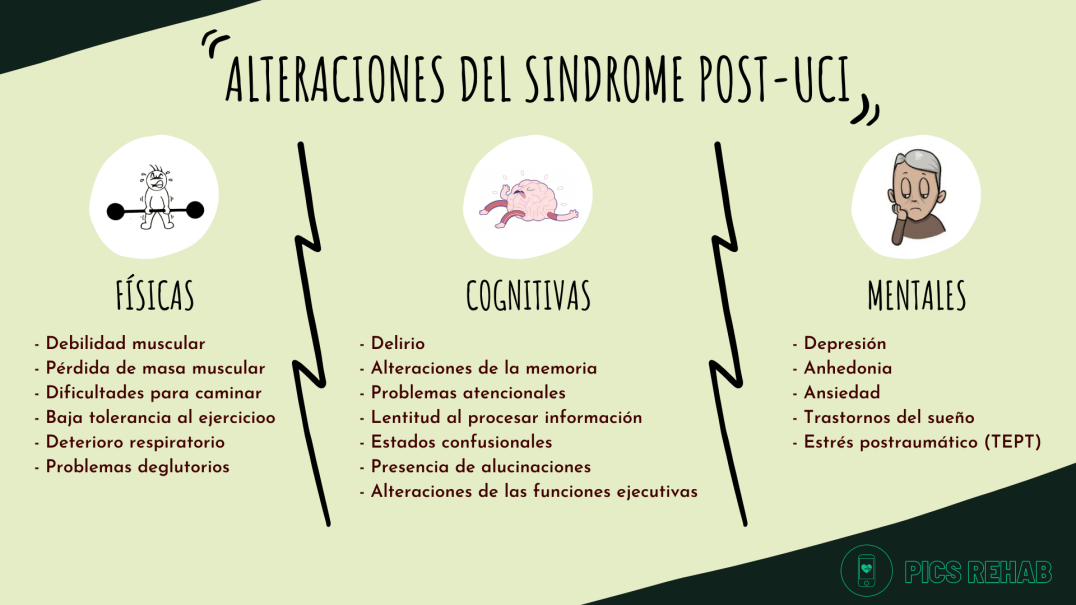 ALTERACIONES DEL SINDROME POST-UCI
FÍSICAS
- Debilidad muscular
- Pérdida de masa muscular
- Dificultades para caminar
- Baja tolerancia al ejercicioo
- Deterioro respiratorio
- Problemas deglutorios
COGNITIVAS
- Delirio
- Alteraciones de la memoria
- Problemas atencionales
- Lentitud al procesar información
- Estados confusionales
- Presencia de alucinaciones
- Alteraciones de las funciones ejecutivas
MENTALES
- Depresión
- Anhedonia
- Ansiedad
- Trastornos del sueño
- Estrés postraumático (TEPT)
PICS REHAB